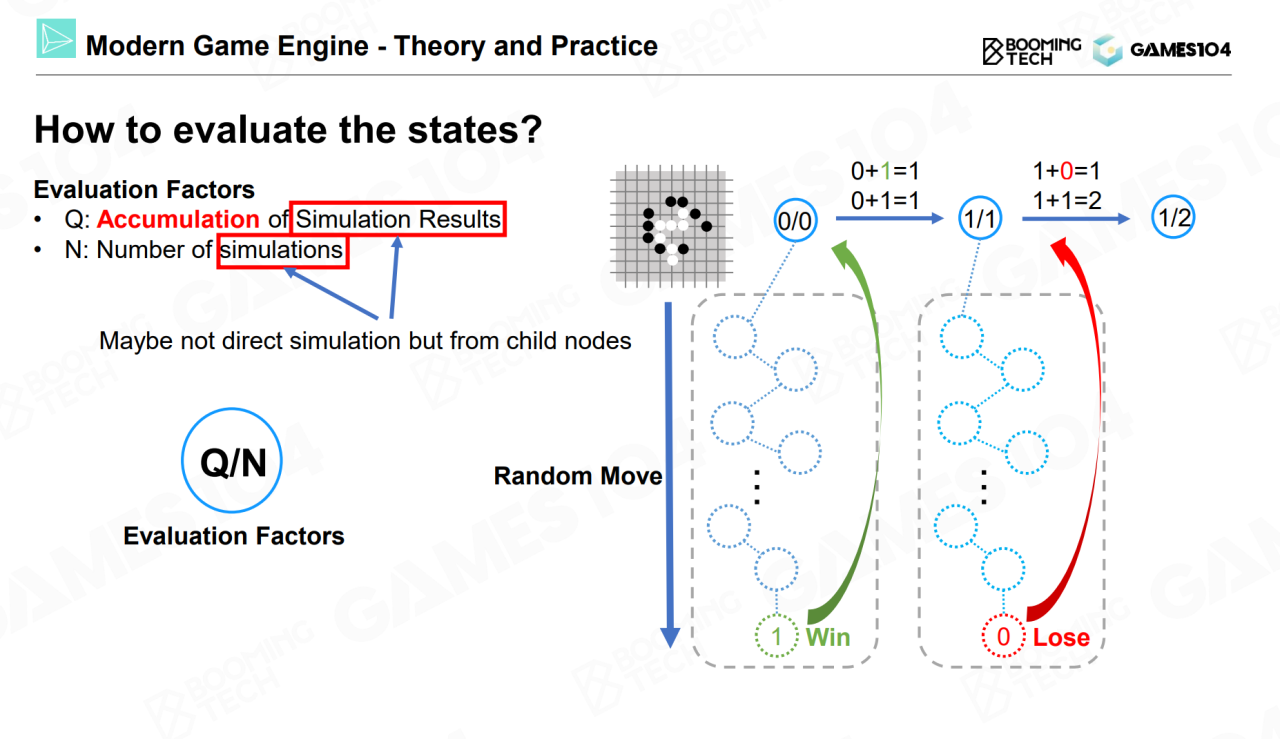 Modern Game Engine - Theory and Practice
BOOMING
TECH
GAMES104
How to evaluate the states?
Evaluation Factors
• Q: Accumulation of Simulation Results
• N: Number of simulations
Maybe not direct simulation but from child nodes
Q/N
Evaluation Factors
Random Move
0/0
0+1=1
0+1=1
1/1
1+0=1
1+1=2
1/2
1 Win
0 Lose